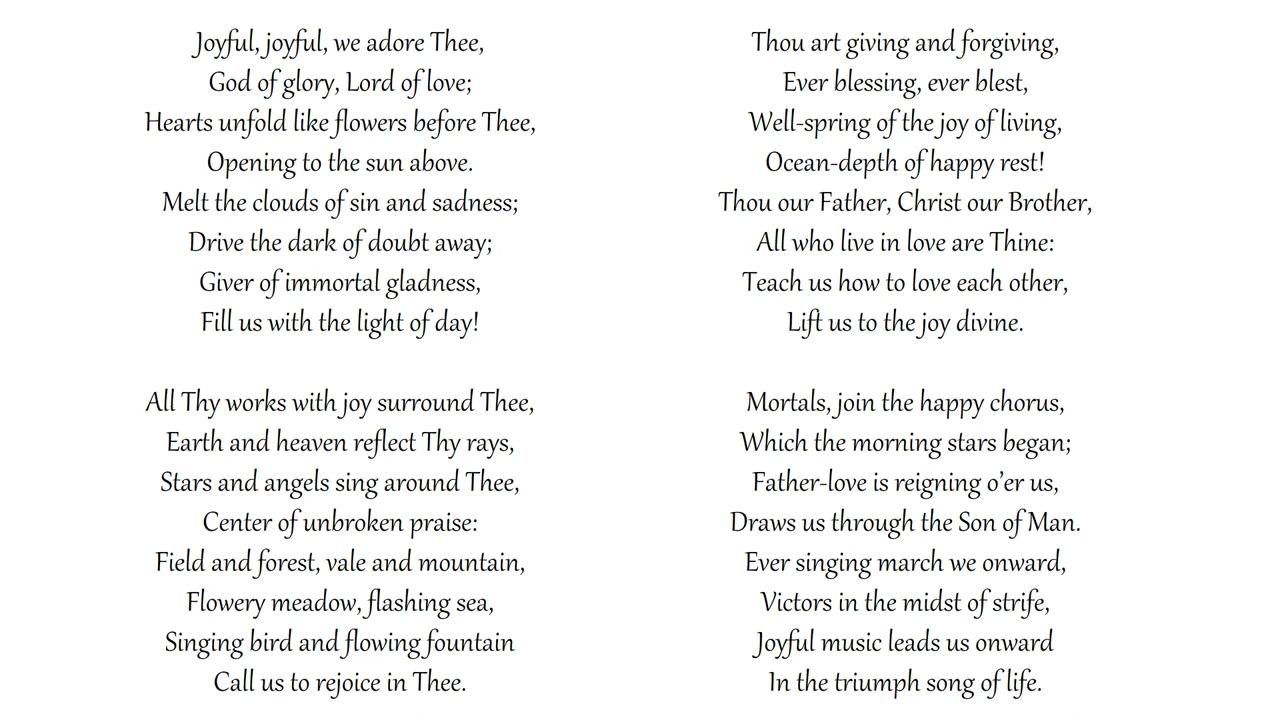 Joyful, joyful, we adore Thee,
God of glory, Lord of love;
Hearts unfold like flowers before Thee,
Opening to the sun above.
Melt the clouds of sin and sadness;
Drive the dark of doubt away;
Giver of immortal gladness,
Fill us with the light of day!

All Thy works with joy surround Thee,
Earth and heaven reflect Thy rays,
Stars and angels sing around Thee,
Center of unbroken praise:
Field and forest, vale and mountain,
Flowery meadow, flashing sea,
Singing bird and flowing fountain
Call us to rejoice in Thee.

Thou art giving and forgiving,
Ever blessing, ever blest,
Well-spring of the joy of living,
Ocean-depth of happy rest!
Thou our Father, Christ our Brother,
All who live in love are Thine:
Teach us how to love each other,
Lift us to the joy divine.

Mortals, join the happy chorus,
Which the morning stars began;
Father-love is reigning o’er us,
Draws us through the Son of Man.
Ever singing march we onward,
Victors in the midst of strife,
Joyful music leads us onward
In the triumph song of life.